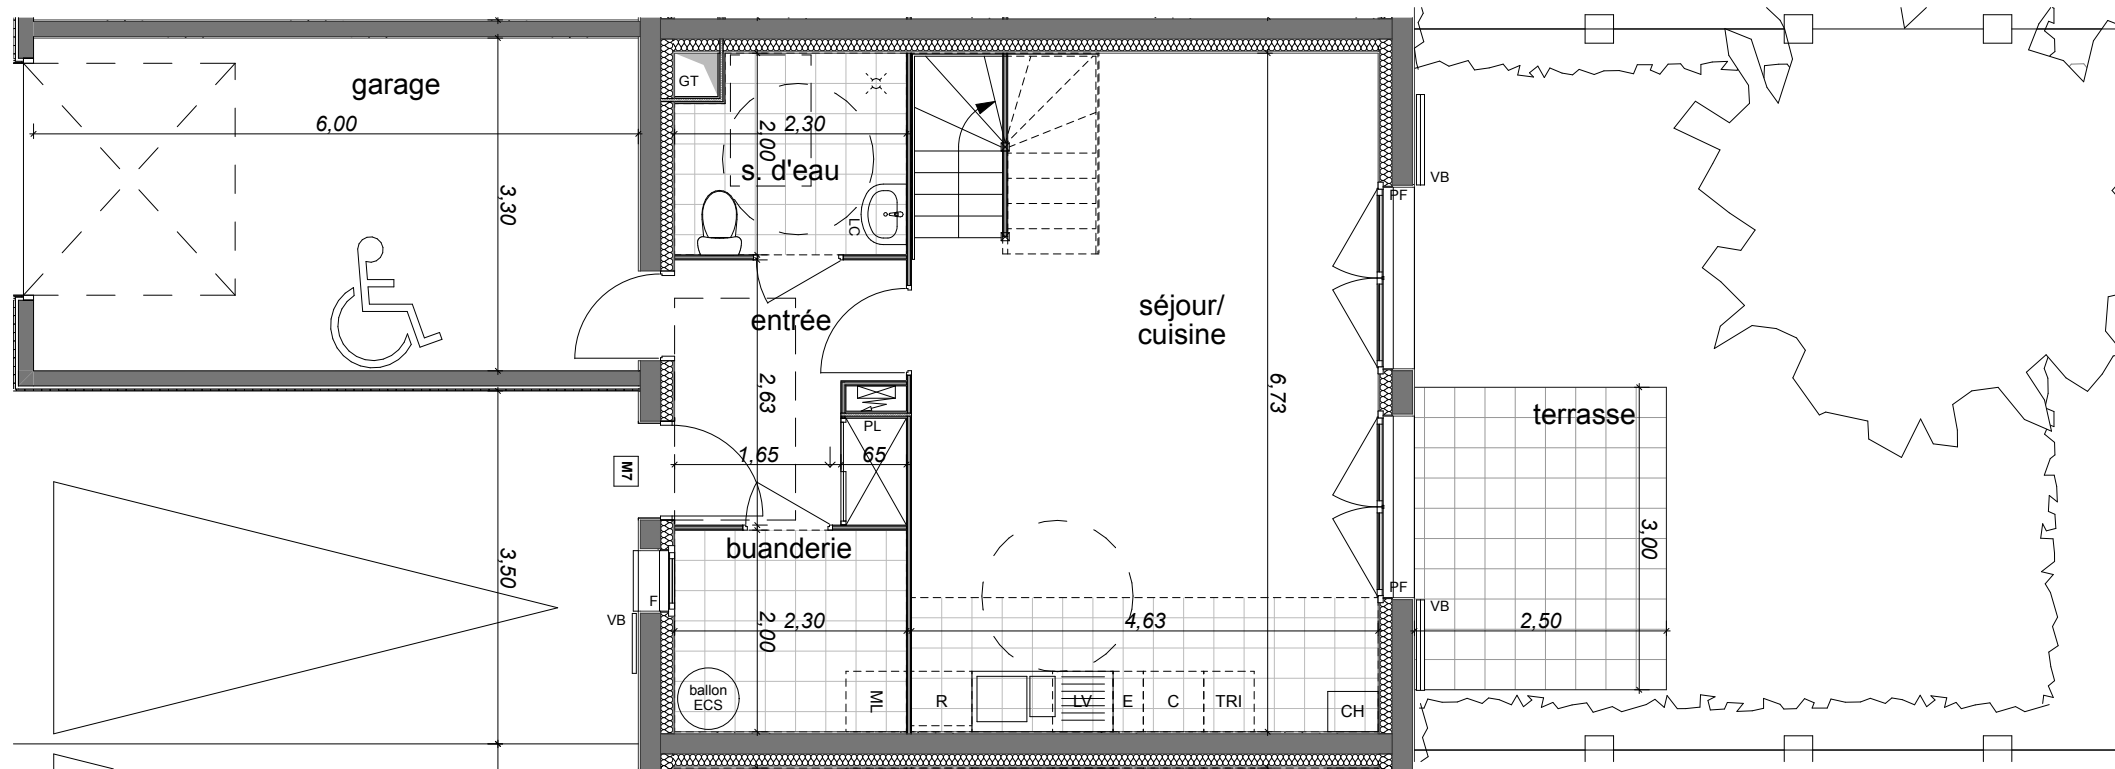 garage
6,00
3,30
GT
2,30
2,00
s. d'eau
LC
VB
PF
entrée
séjour/
cuisine
2,63
6,73
PL
1,65
65
M7
terrasse
3,50
buanderie
3,00
F
VB
2,30
2,00
4,63
PF
VB
2,50
ballon
ECS
ML
R
LV
E
C
TRI
CH